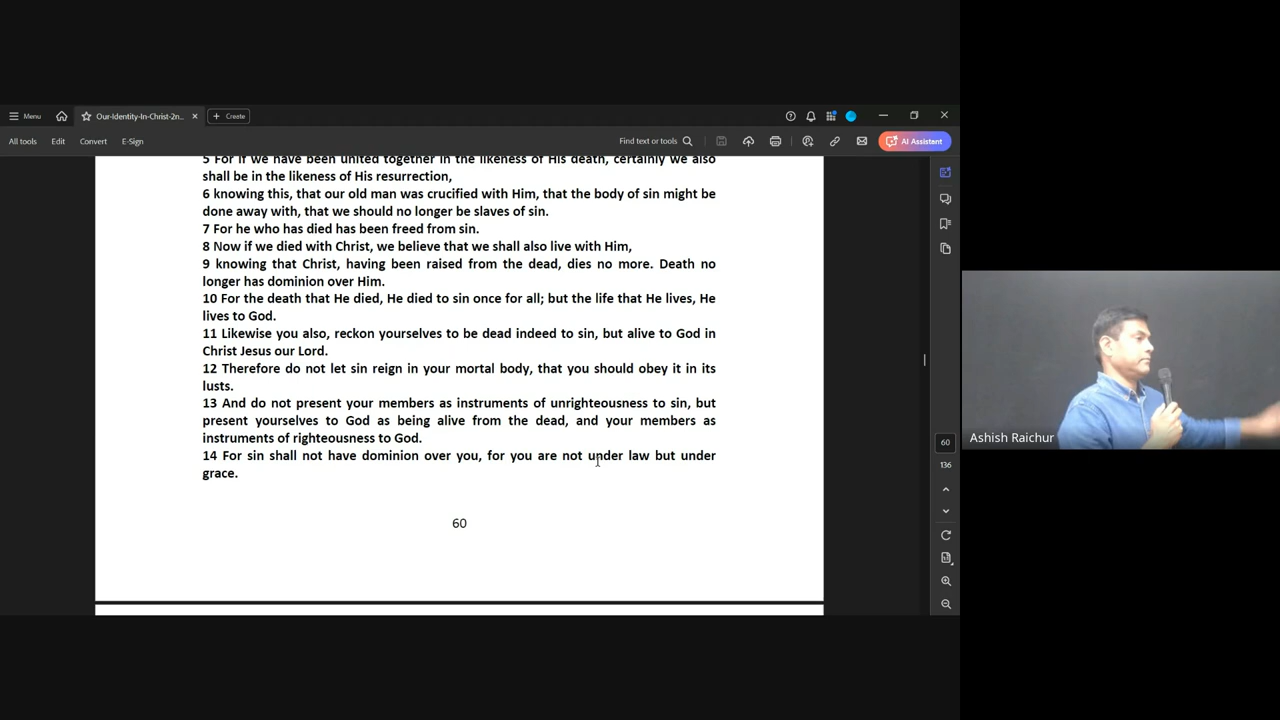 Menu
Our-Identity-In-Christ-2n...
Create
All tools
Edit
Convert
E-Sign
Find text or tools
AI Assistant
5 For if we have been united together in the likeness of His death, certainly we also
shall be in the likeness of His resurrection,
6 knowing this, that our old man was crucified with Him, that the body of sin might be
done away with, that we should no longer be slaves of sin.
7 For he who has died has been freed from sin.
8 Now if we died with Christ, we believe that we shall also live with Him,
9 knowing that Christ, having been raised from the dead, dies no more. Death no
longer has dominion over Him.
10 For the death that He died, He died to sin once for all; but the life that He lives, He
lives to God.
11 Likewise you also, reckon yourselves to be dead indeed to sin, but alive to God in
Christ Jesus our Lord.
12 Therefore do not let sin reign in your mortal body, that you should obey it in its
lusts.
13 And do not present your members as instruments of unrighteousness to sin, but
present yourselves to God as being alive from the dead, and your members as
instruments of righteousness to God.
14 For sin shall not have dominion over you, for you are not under law but under
grace.
60
60
136
Ashish Raichur